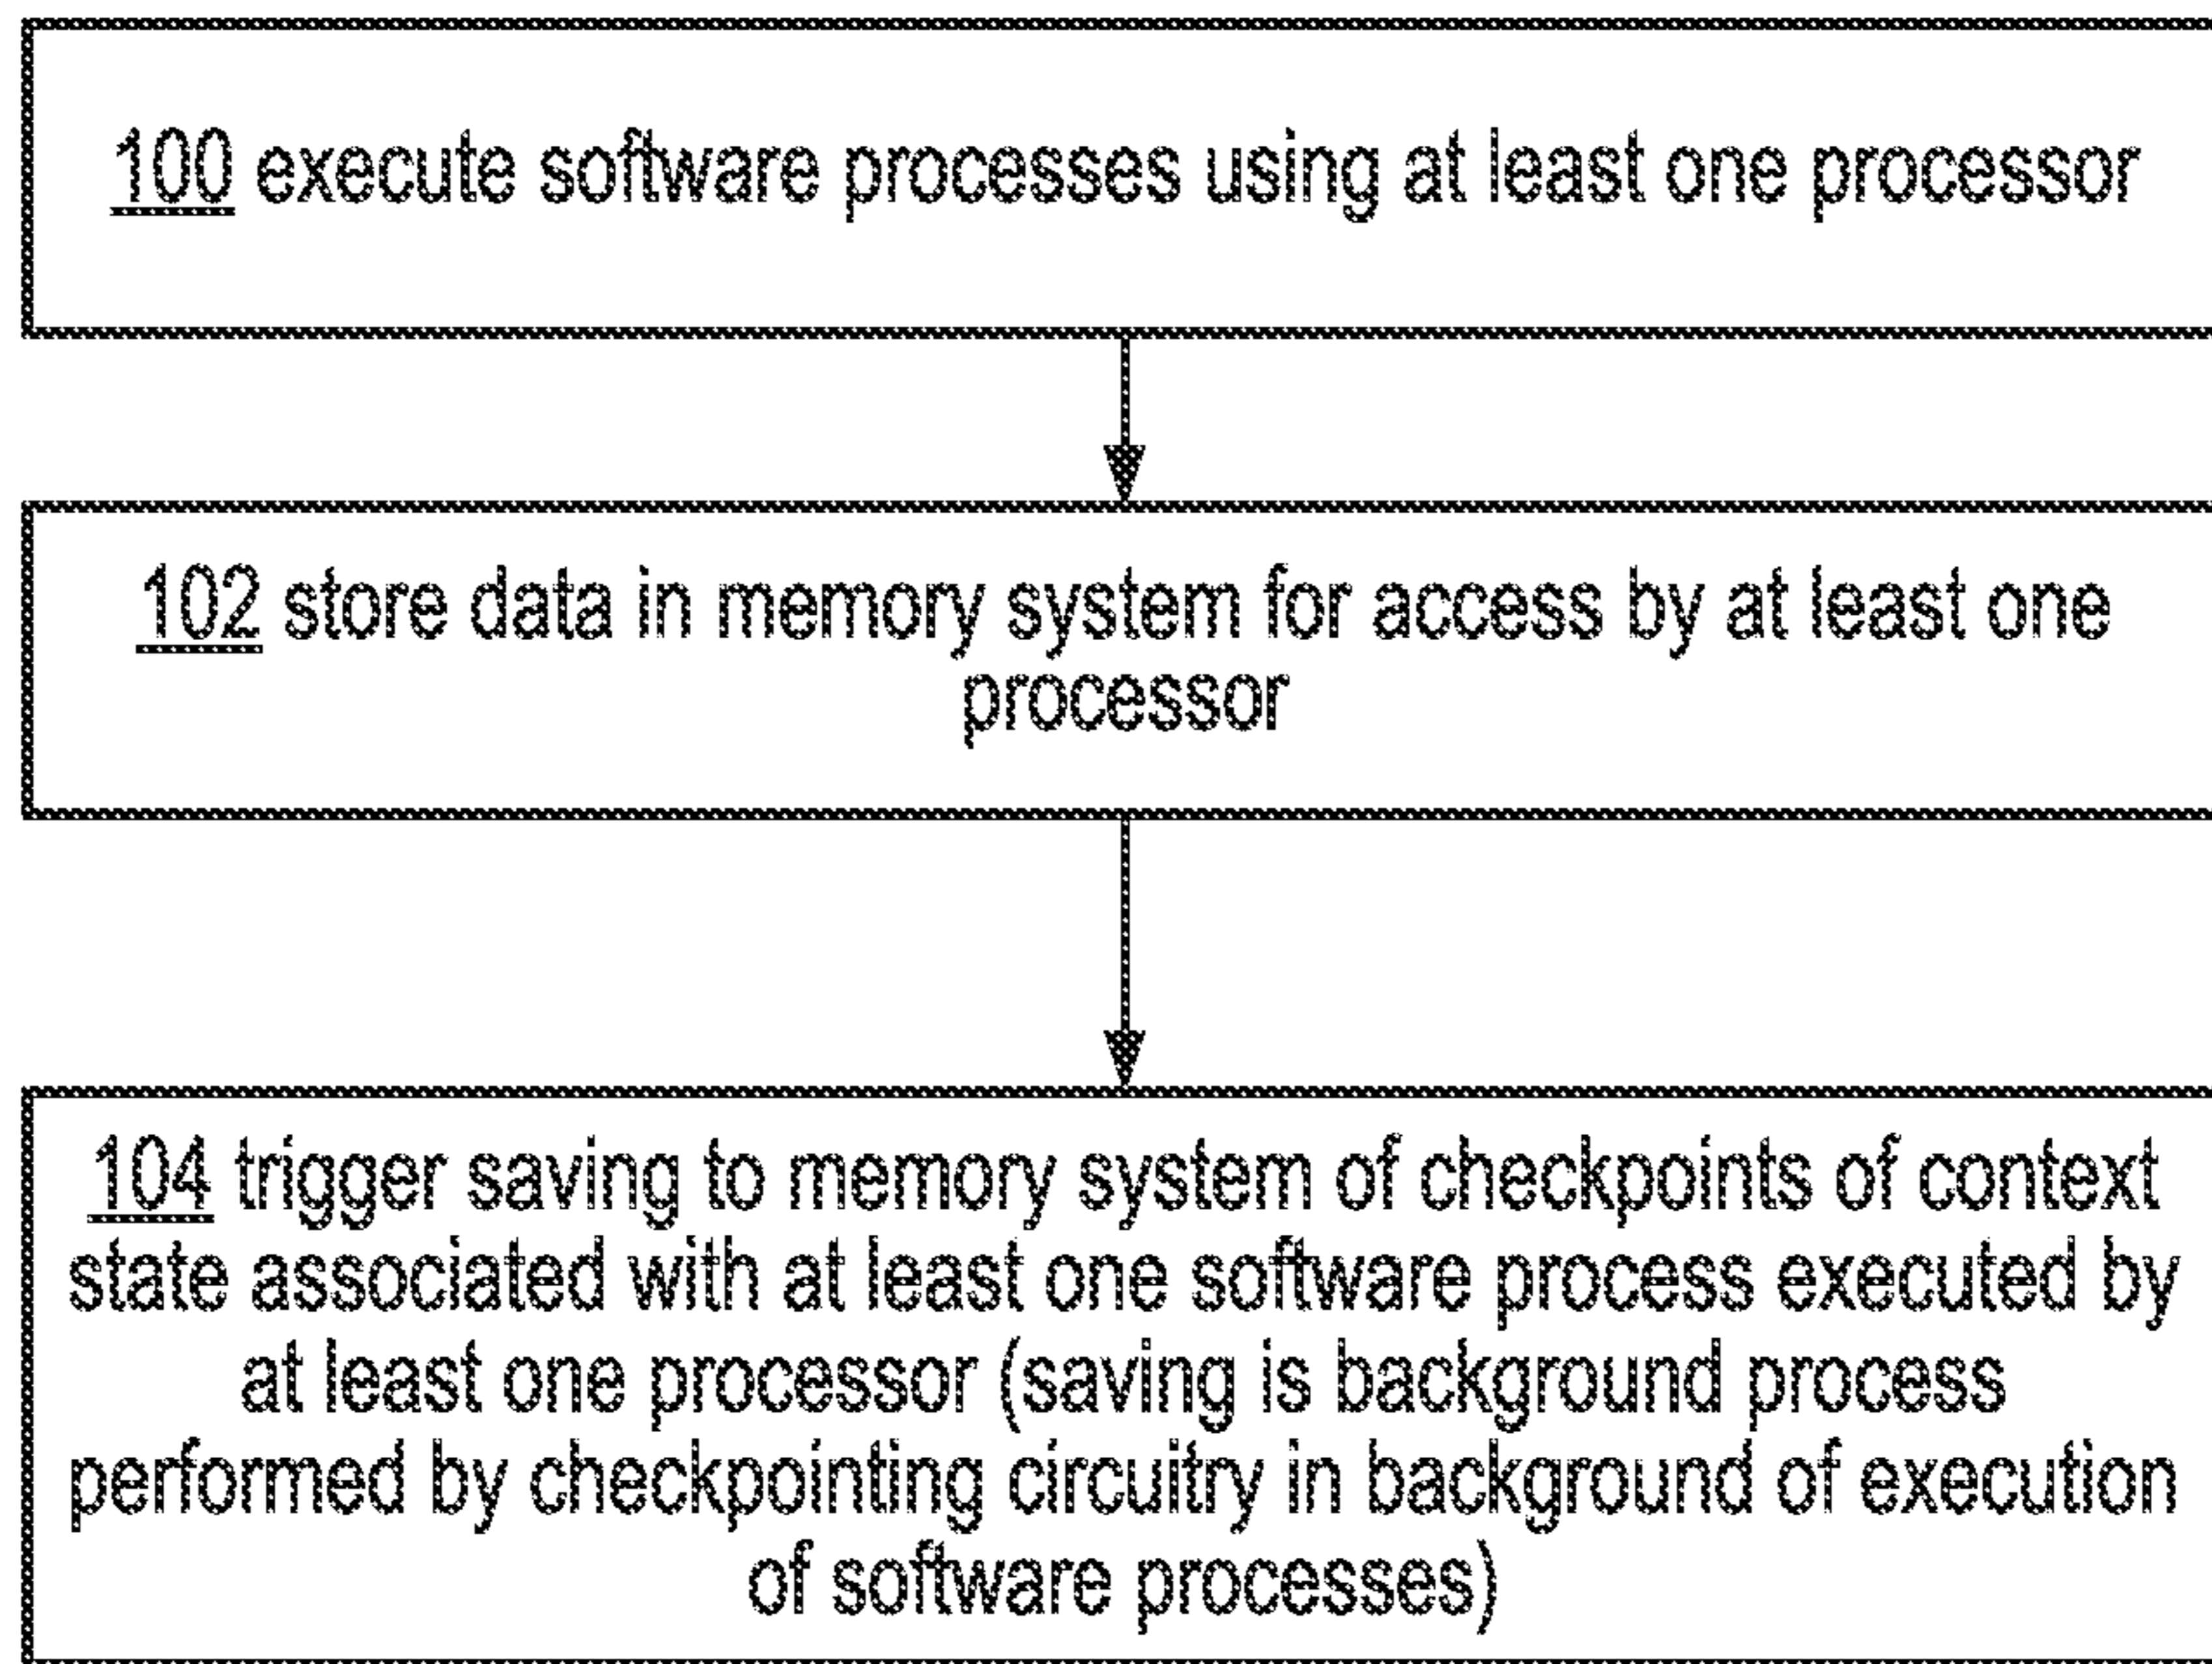 100 execute software processes using at least one processor
102 store data in memory system for access by at least one
processor
104 trigger saving to memory system of checkpoints of context
state associated with at least one software process executed by
at least one processor (saving is background process
performed by checkpointing circuitry in background of execution
of software processes)